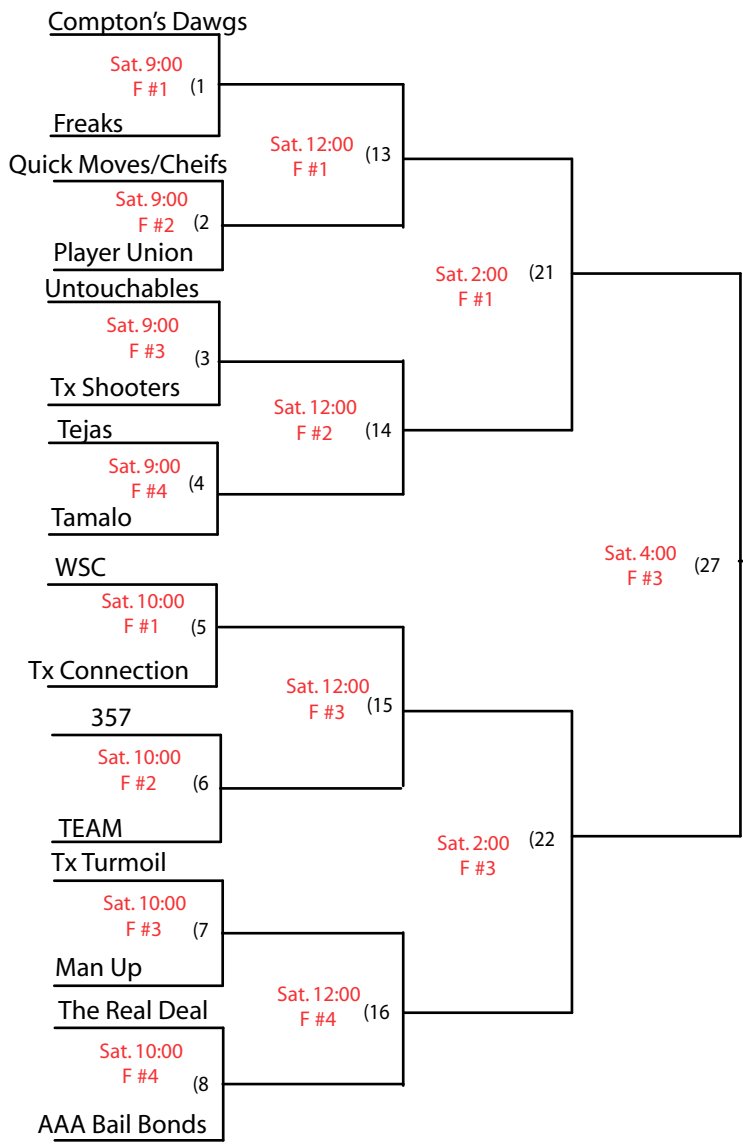 Compton's Dawgs
Sat. 9:00
F #1 (1
Freaks
Sat. 12:00
F #1 (13
Quick Moves/Cheifs
Sat. 9:00
F #2 (2
Player Union
Sat. 2:00
F #1 (21
Untouchables
Sat. 9:00
F #3 (3
Tx Shooters
Sat. 12:00
F #2 (14
Tejas
Sat. 9:00
F #4 (4
Tamalo
Sat. 4:00
F #3 (27
WSC
Sat. 10:00
F #1 (5
Tx Connection
Sat. 12:00
F #3 (15
357
Sat. 10:00
F #2 (6
TEAM
Sat. 2:00
F #3 (22
Tx Turmoil
Sat. 10:00
F #3 (7
Man Up
Sat. 12:00
F #4 (16
The Real Deal
Sat. 10:00
F #4 (8
AAA Bail Bonds